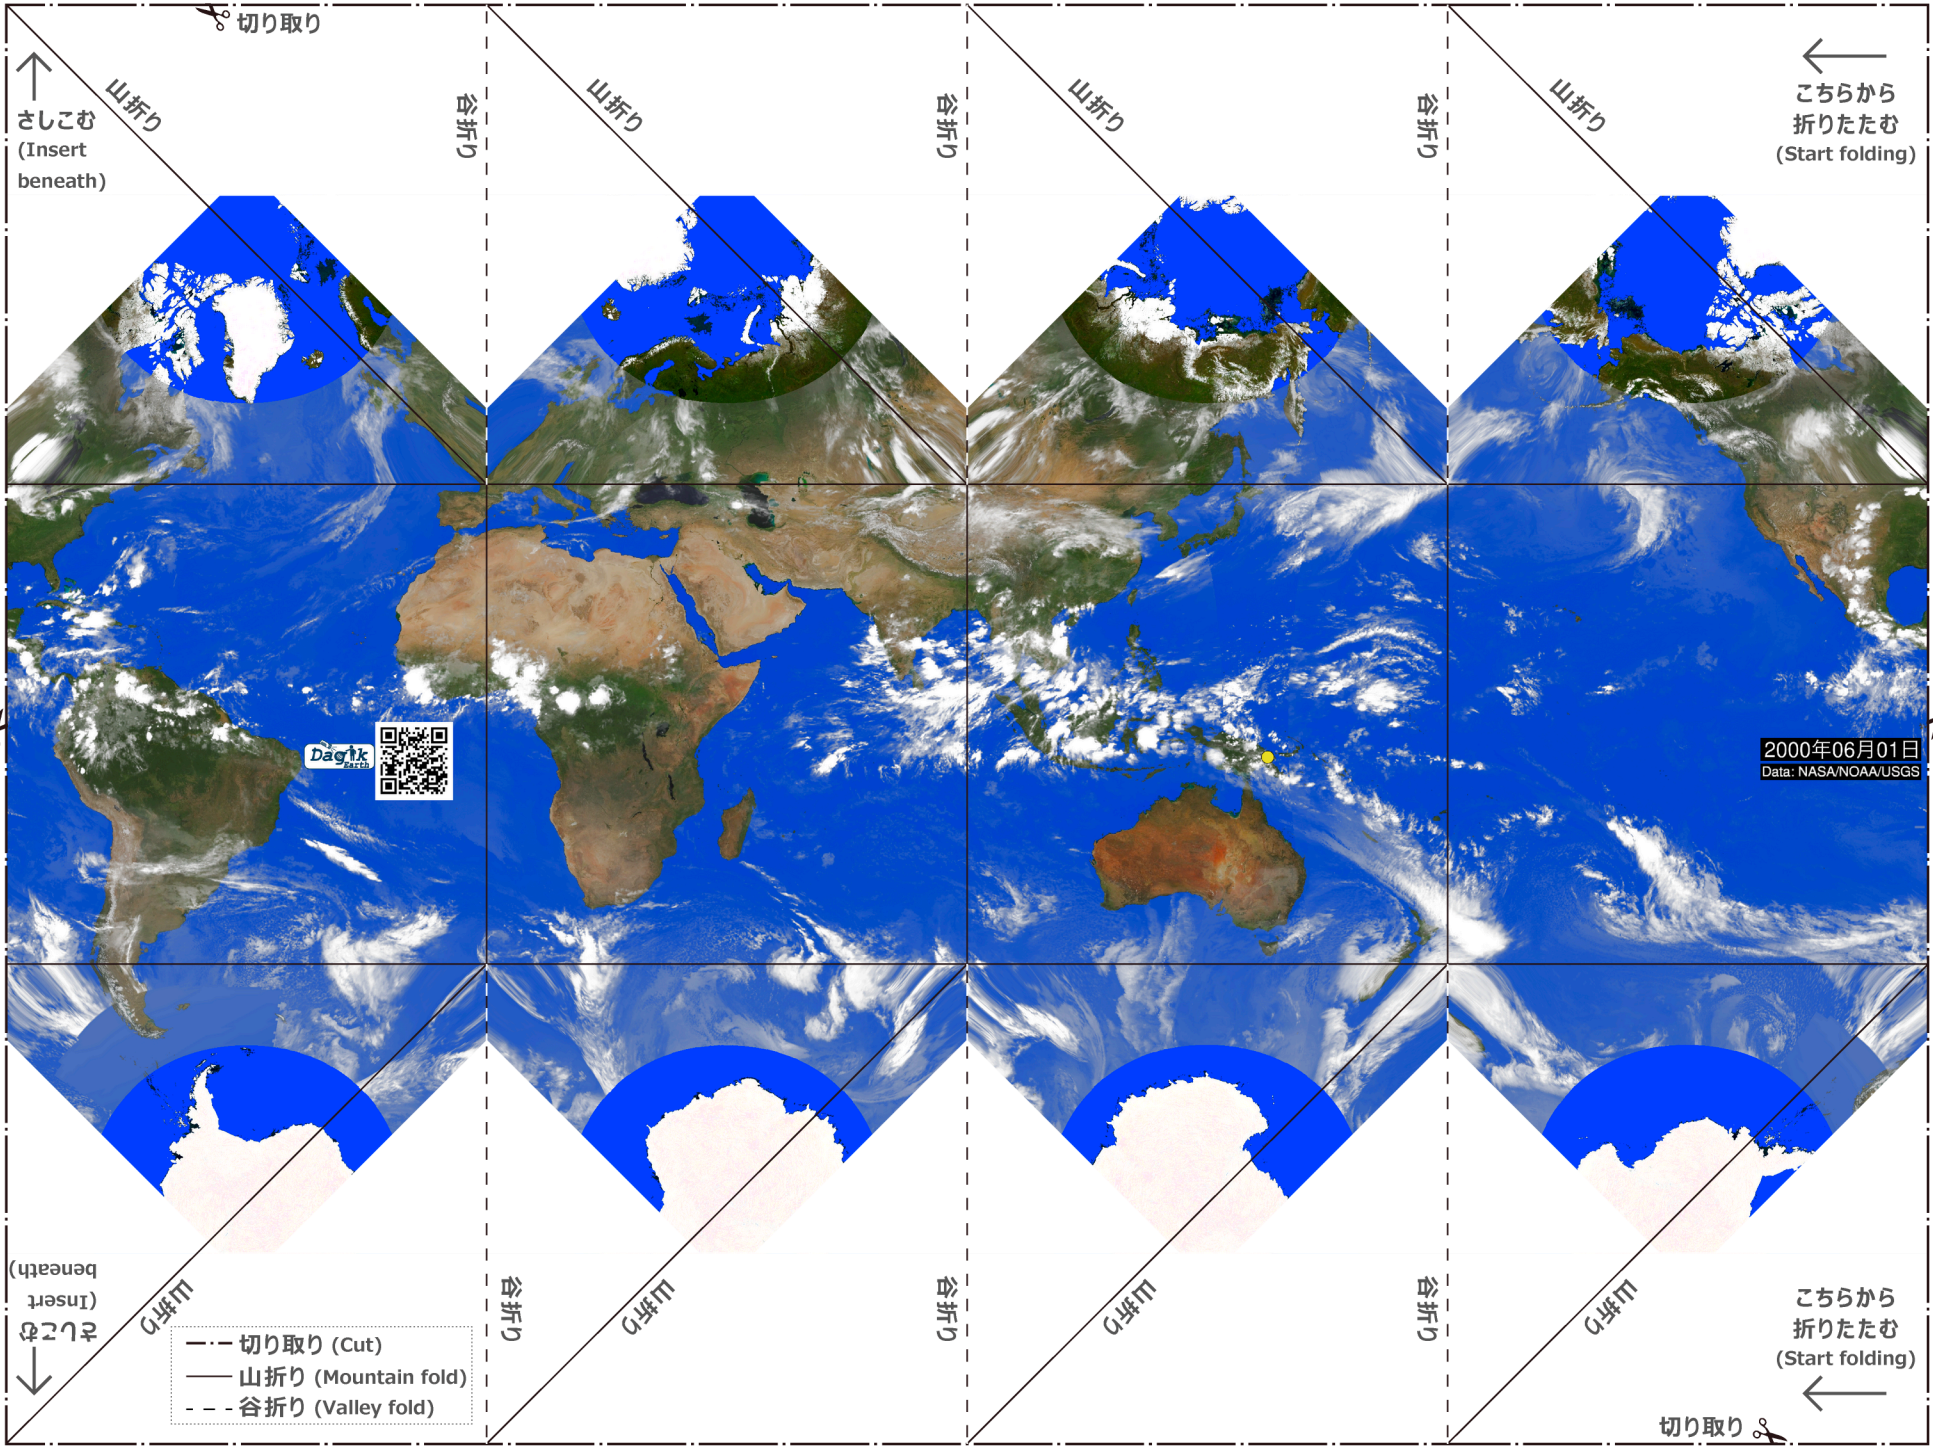 切り取り
山折り
谷折り
山折り
谷折り
山折り
谷折り
山折り
さしこむ
(Insert
beneath)
こちらから
折りたたむ
(Start folding)
Dagik
Earth
2000年06月01日
Data: NASA/NOAA/USGS
さしこむ
(Insert
beneath)
山折り
谷折り
山折り
谷折り
山折り
谷折り
山折り
こちらから
折りたたむ
(Start folding)
切り取り (Cut)
山折り (Mountain fold)
谷折り (Valley fold)
切り取り